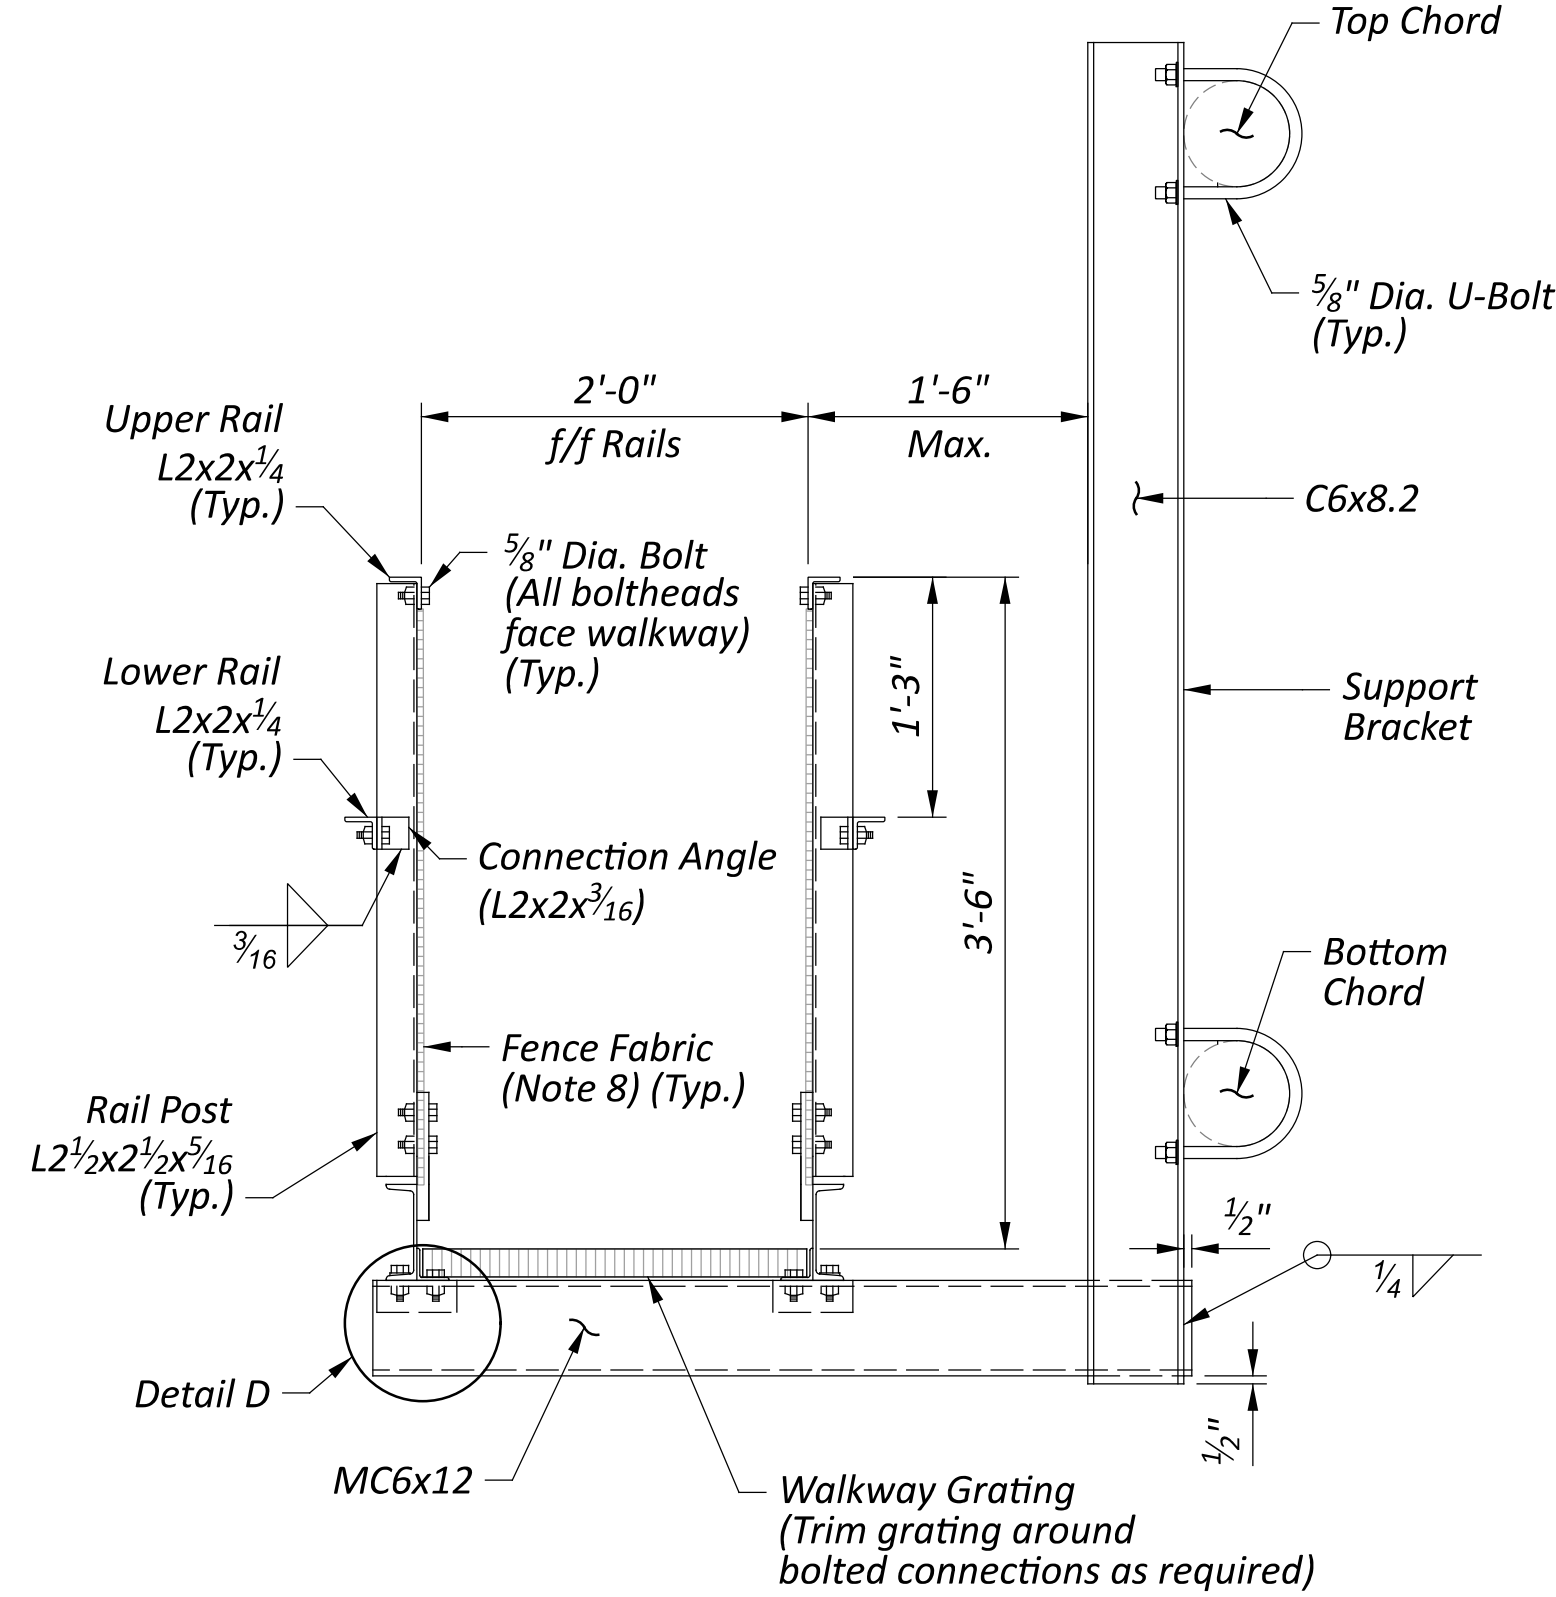 Top Chord
⅝" Dia. U-Bolt
(Typ.)
2'-0"
f/f Rails
1'-6"
Max.
Upper Rail
L2x2x¼
(Typ.)
⅝" Dia. Bolt
(All boltheads
face walkway)
(Typ.)
C6x8.2
Lower Rail
L2x2x¼
(Typ.)
1'-3"
Support
Bracket
Connection Angle
(L2x2x3⁄16)
3⁄16
3'-6"
Bottom
Chord
Fence Fabric
(Note 8) (Typ.)
Rail Post
L2½x2½x5⁄16
(Typ.)
½"
¼
Detail D
½"
MC6x12
Walkway Grating
(Trim grating around
bolted connections as required)